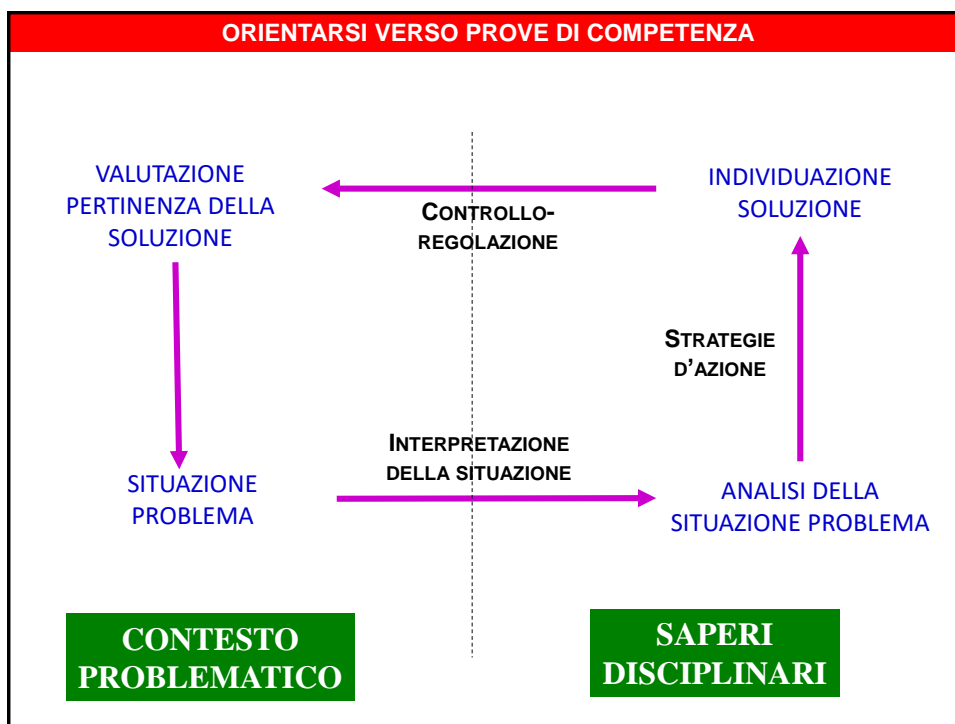 ORIENTARSI VERSO PROVE DI COMPETENZA
VALUTAZIONE
PERTINENZA DELLA
SOLUZIONE
CONTROLLO-
REGOLAZIONE
INDIVIDUAZIONE
SOLUZIONE
STRATEGIE
D'AZIONE
SITUAZIONE
PROBLEMA
INTERPRETAZIONE
DELLA SITUAZIONE
ANALISI DELLA
SITUAZIONE PROBLEMA
CONTESTO
PROBLEMATICO
SAPERI
DISCIPLINARI